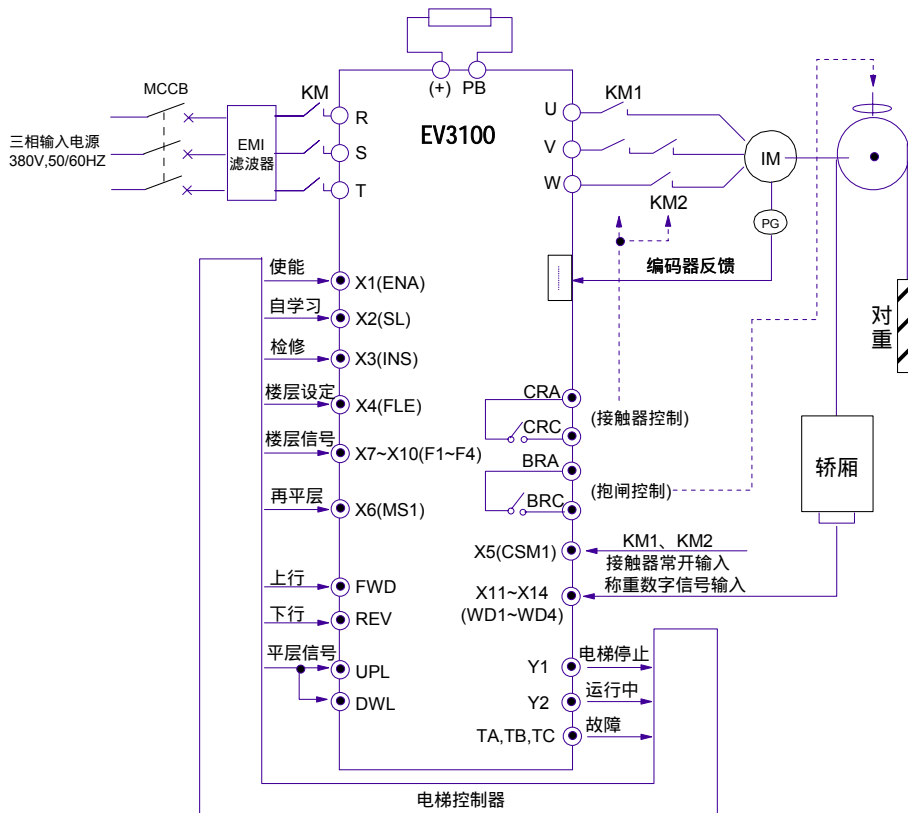 (+) PB
MCCB
KM
KM1
三相输入电源
380V,50/60HZ
EMI
滤波器
R
S
T
EV3100
U
V
W
IM
KM2
PG
编码器反馈
使能
X1(ENA)
自学习
X2(SL)
检修
X3(INS)
楼层设定
X4(FLE)
楼层信号
X7~X10(F1~F4)
再平层
X6(MS1)
上行
FWD
下行
REV
平层信号
UPL
DWL
对
重
CRA
(接触器控制)
CRC
BRA
(抱闸控制)
BRC
轿厢
X5(CSM1)
KM1、KM2
接触器常开输入
称重数字信号输入
X11~X14
(WD1~WD4)
Y1
电梯停止
Y2
运行中
TA,TB,TC
故障
电梯控制器